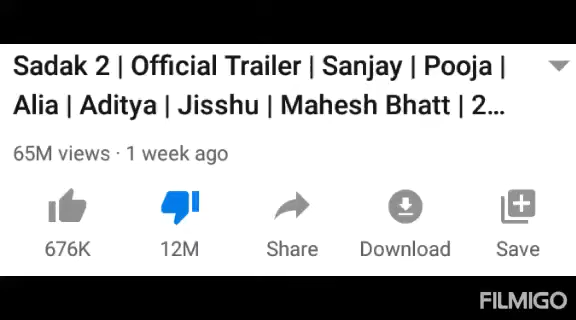 Sadak 2 | Official Trailer | Sanjay | Pooja |
Alia | Aditya | Jisshu | Mahesh Bhatt | 2...
65M views · 1 week ago
676K 12M Share Download Save
FILMIGO